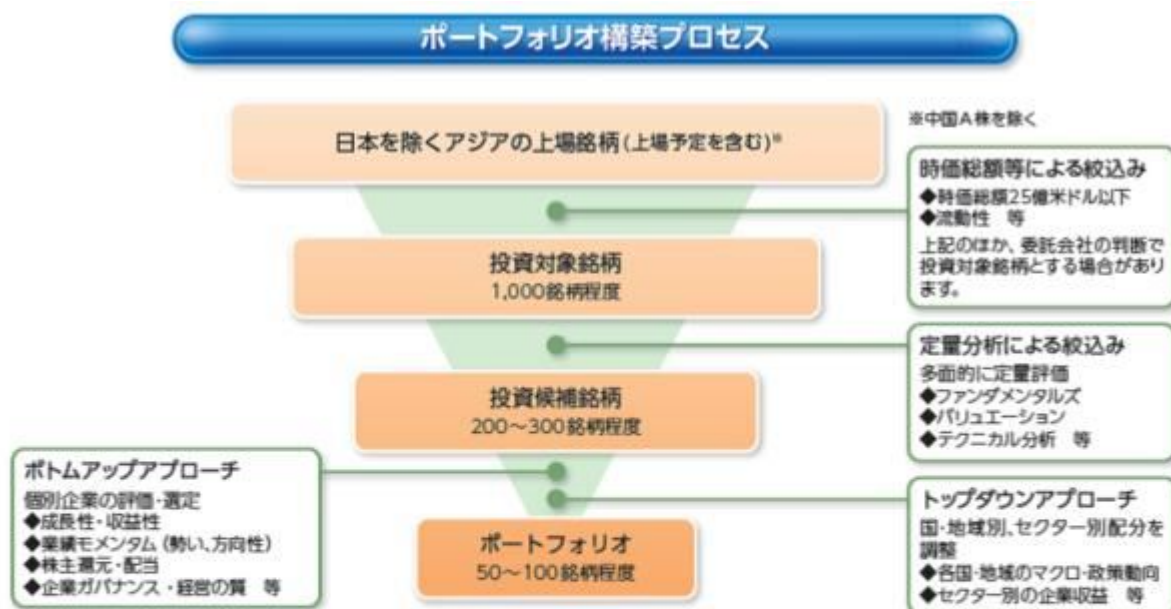 ポートフォリオ構築プロセス
日本を除くアジアの上場銘柄(上場予定を含む)※
※中国A株を除く
時価総額等による絞込み
◆時価総額25億米ドル以下
◆流動性 等
上記のほか、委託会社の判断で
投資対象銘柄とする場合があり
ます。
投資対象銘柄
1,000銘柄程度
定量分析による絞込み
多面的に定量評価
◆ファンダメンタルズ
◆バリュエーション
◆テクニカル分析 等
投資候補銘柄
200〜300銘柄程度
ボトムアップアプローチ
個別企業の評価・選定
◆成長性・収益性
◆業績モメンタム(勢い、方向性)
◆株主還元・配当
◆企業ガバナンス・経営の質 等
トップダウンアプローチ
国・地域別、セクター別配分を
調整
◆各国・地域のマクロ・政策動向
◆セクター別の企業収益 等
ポートフォリオ
50〜100銘柄程度